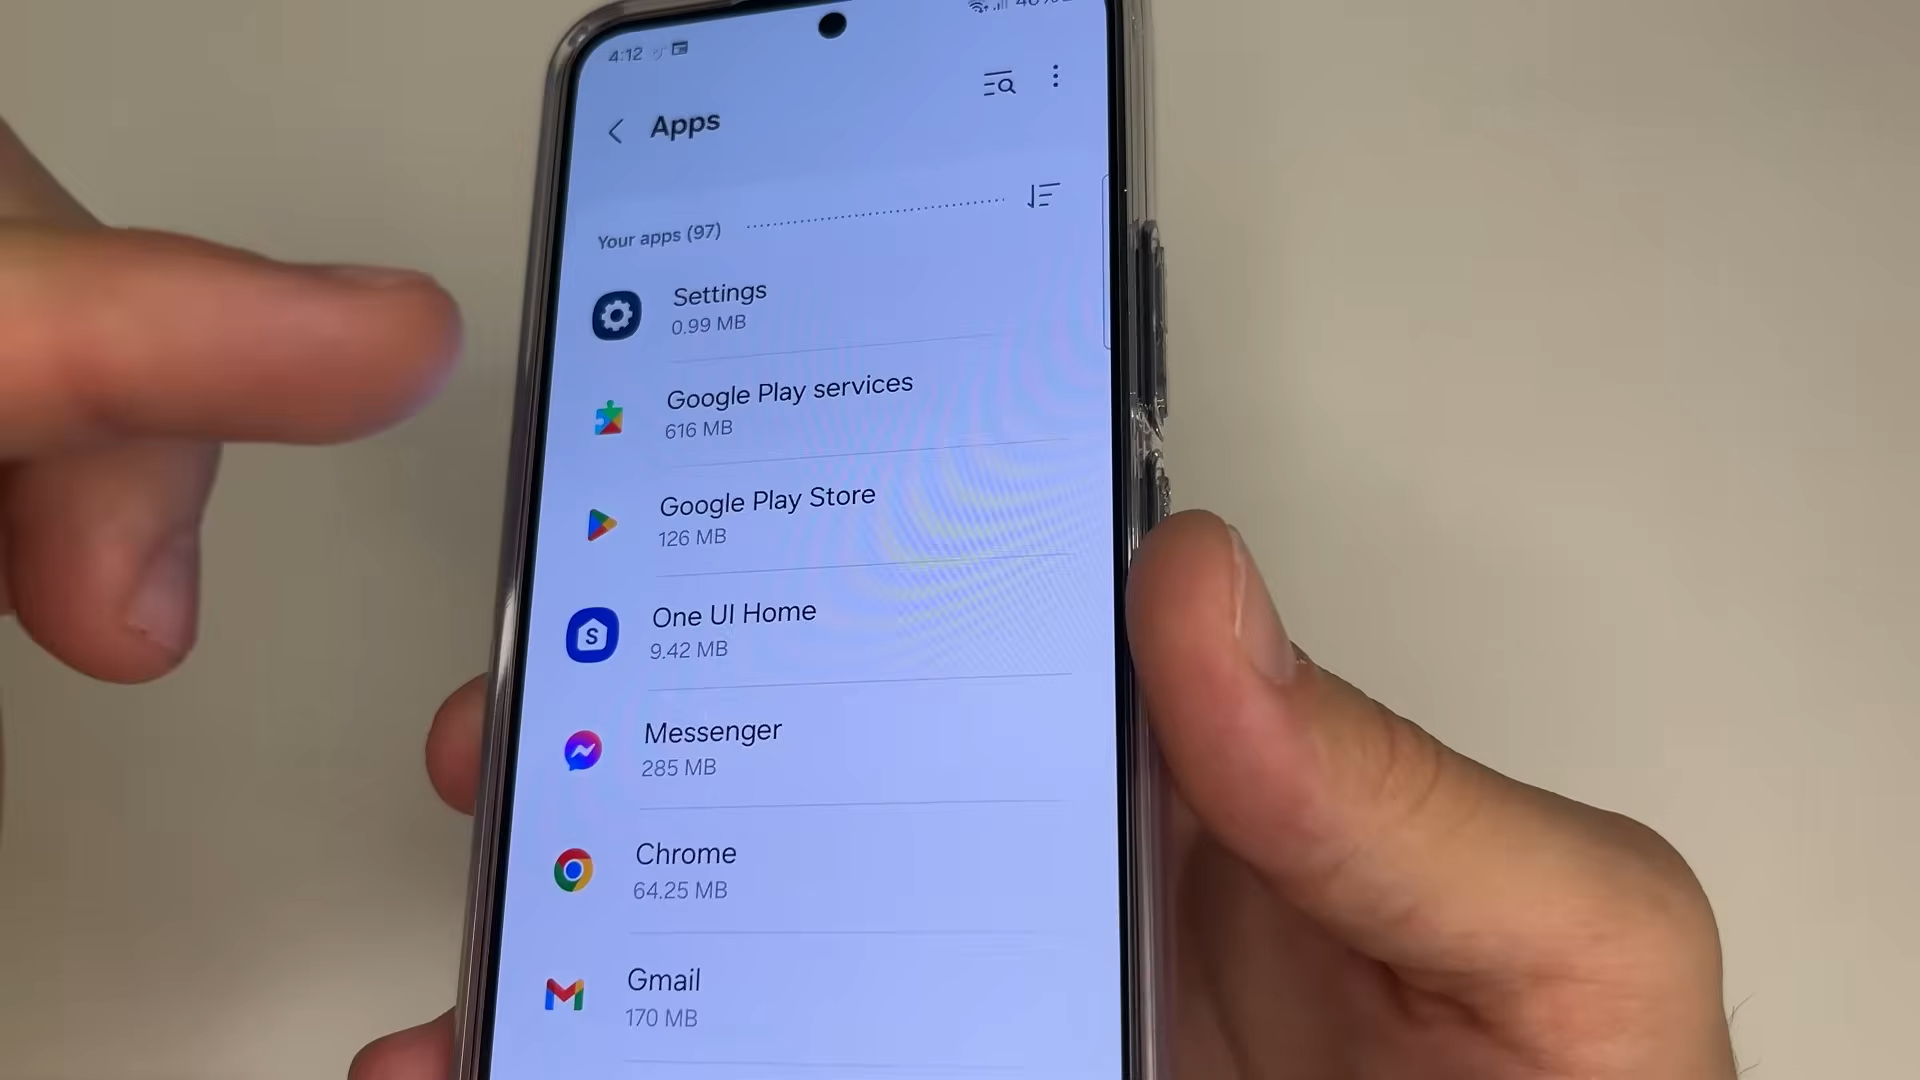 4:12
Apps
Your apps (97)
Settings
0.99 MB
Google Play services
616 MB
Google Play Store
126 MB
One UI Home
9.42 MB
S
Messenger
285 MB
Chrome
64.25 MB
Gmail
170 MB